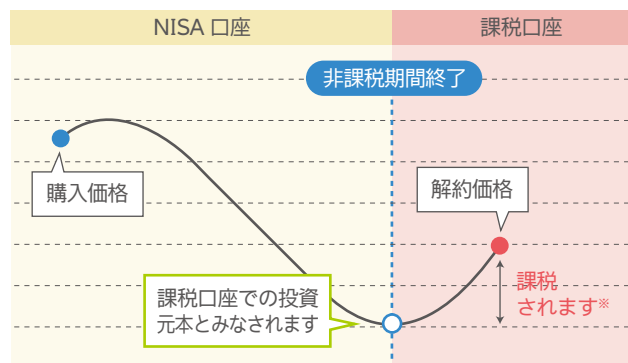 NISA 口座
課税口座
非課税期間終了
購入価格
解約価格
課税口座での投資
元本とみなされます
課税
されます※